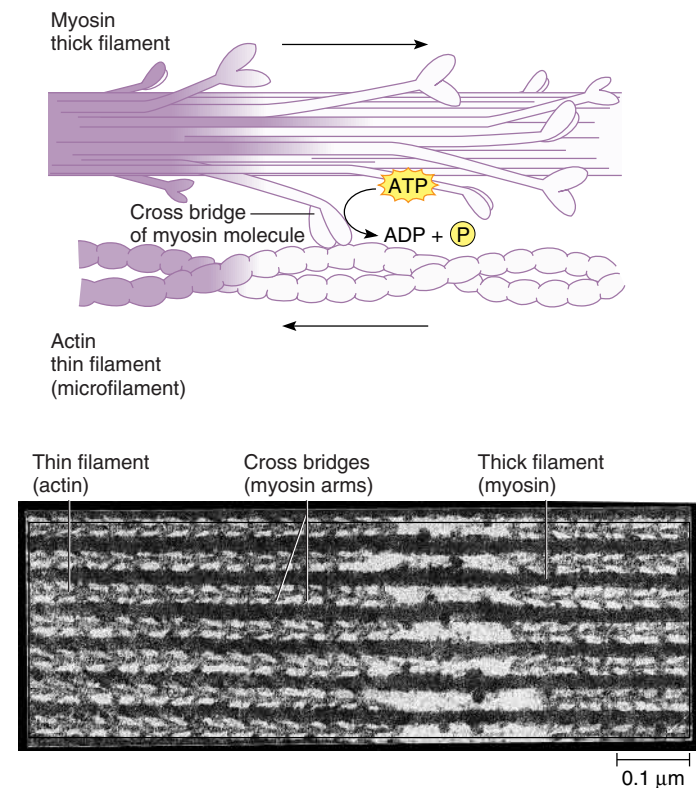 Myosin
thick filament
ATP
Cross bridge
of myosin molecule
ADP + P
Actin
thin filament
(microfilament)
Thin filament
(actin)
Cross bridges
(myosin arms)
Thick filament
(myosin)
0.1 μm